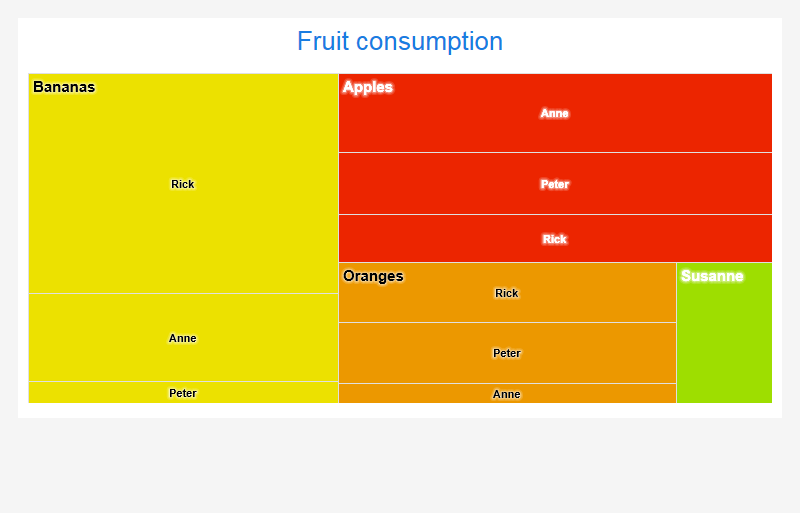 Fruit consumption
Bananas
Rick
Anne
Peter
Apples
Anne
Peter
Rick
Oranges
Rick
Peter
Anne
Susanne